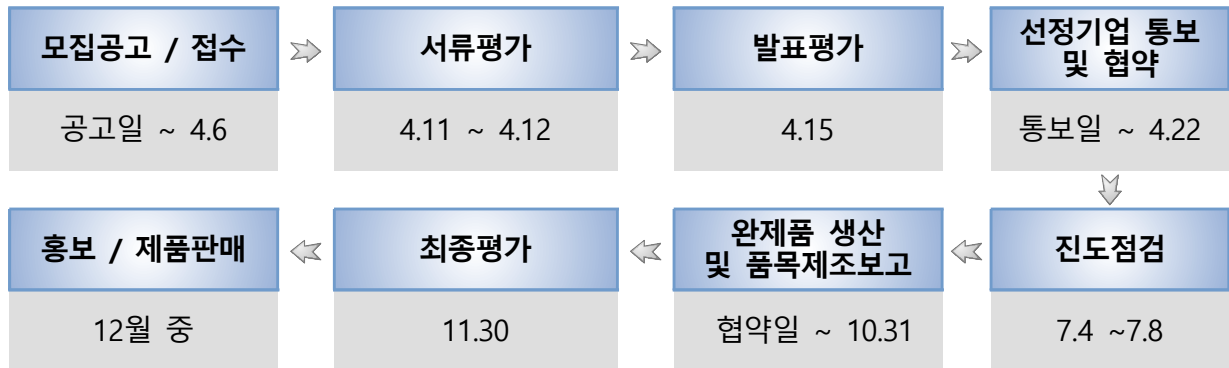 모집공고 / 접수
공고일 ~ 4.6
서류평가
4.11 ~ 4.12
발표평가
4.15
선정기업 통보
및 협약
통보일 ~ 4.22
진도점검
7.4 ~7.8
완제품 생산
및 품목제조보고
협약일 ~ 10.31
최종평가
11.30
홍보 / 제품판매
12월 중